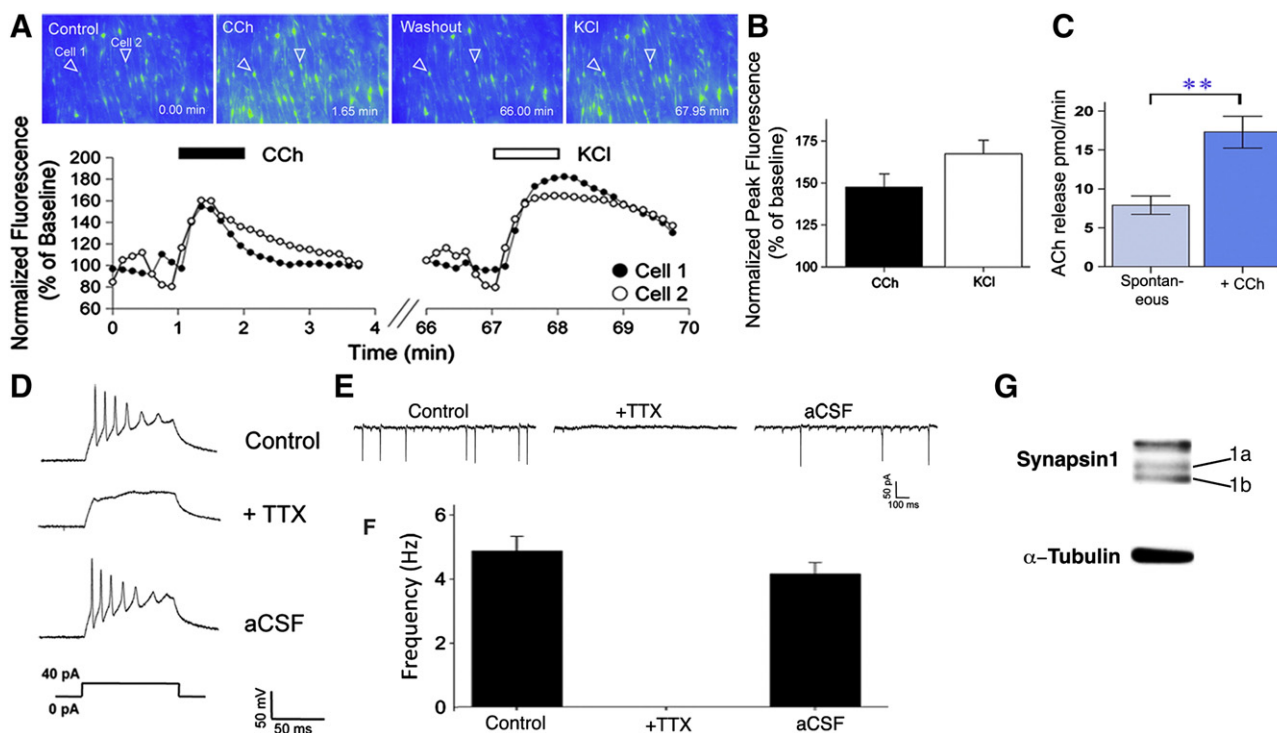 A
Control
Cell 1
Cell 2
0.00 min
CCh
1.65 min
Washout
66.00 min
KCl
67.95 min
CCh
KCl
Normalized Fluorescence
(% of Baseline)
200
180
160
140
120
100
80
60
Cell 1
Cell 2
0
1
2
3
4
66
67
68
69
70
Time (min)
B
Normalized Peak Fluorescence
(% of baseline)
175
150
125
100
CCh
KCl
C
**
ACh release pmol/min
20
15
10
5
0
Spontan-
eous
+ CCh
D
Control
+ TTX
aCSF
40 pA
0 pA
50 mV
50 ms
E
Control
+TTX
aCSF
50 pA
100 ms
F
Frequency (Hz)
6
4
2
0
Control
+TTX
aCSF
G
Synapsin1
1a
1b
α-Tubulin